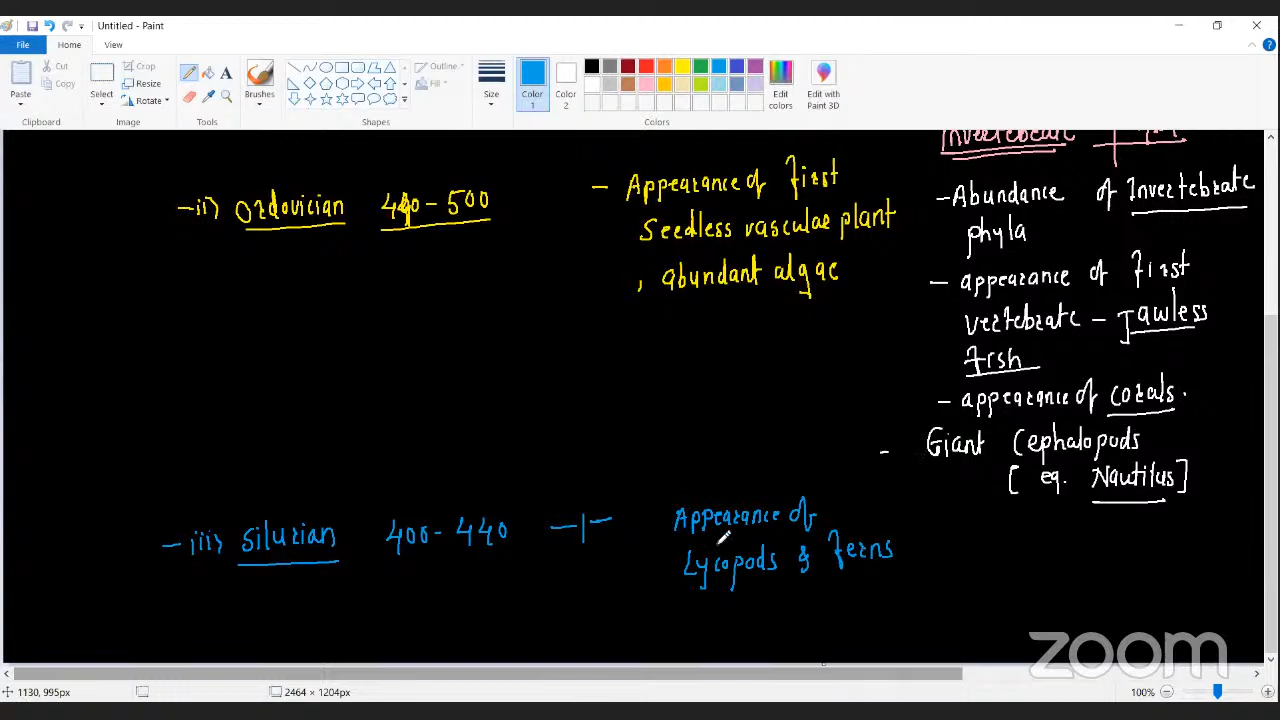 Untitled - Paint
File Home View
Paste
Cut
Copy
Clipboard
Select
Crop
Resize
Rotate
Image
Tools
Brushes
Shapes
Outline
Fill
Size
Color 1
Color 2
Colors
Edit colors
Edit with Paint 3D
Invertebrate
- ii) Ordovician 440 - 500
- Appearance of First
Seedless vascular plant
, abundant algae
- Abundance of Invertebrate
phyla
- appearance of First
vertebrate - Jawless
fish
- appearance of corals.
- Giant Cephalopods
[ eg. Nautilus ]
- iii) Silurian 400 - 440 -|-
Appearance of
Lycopods & Ferns
zoom
1130, 995px
2464 × 1204px
100%